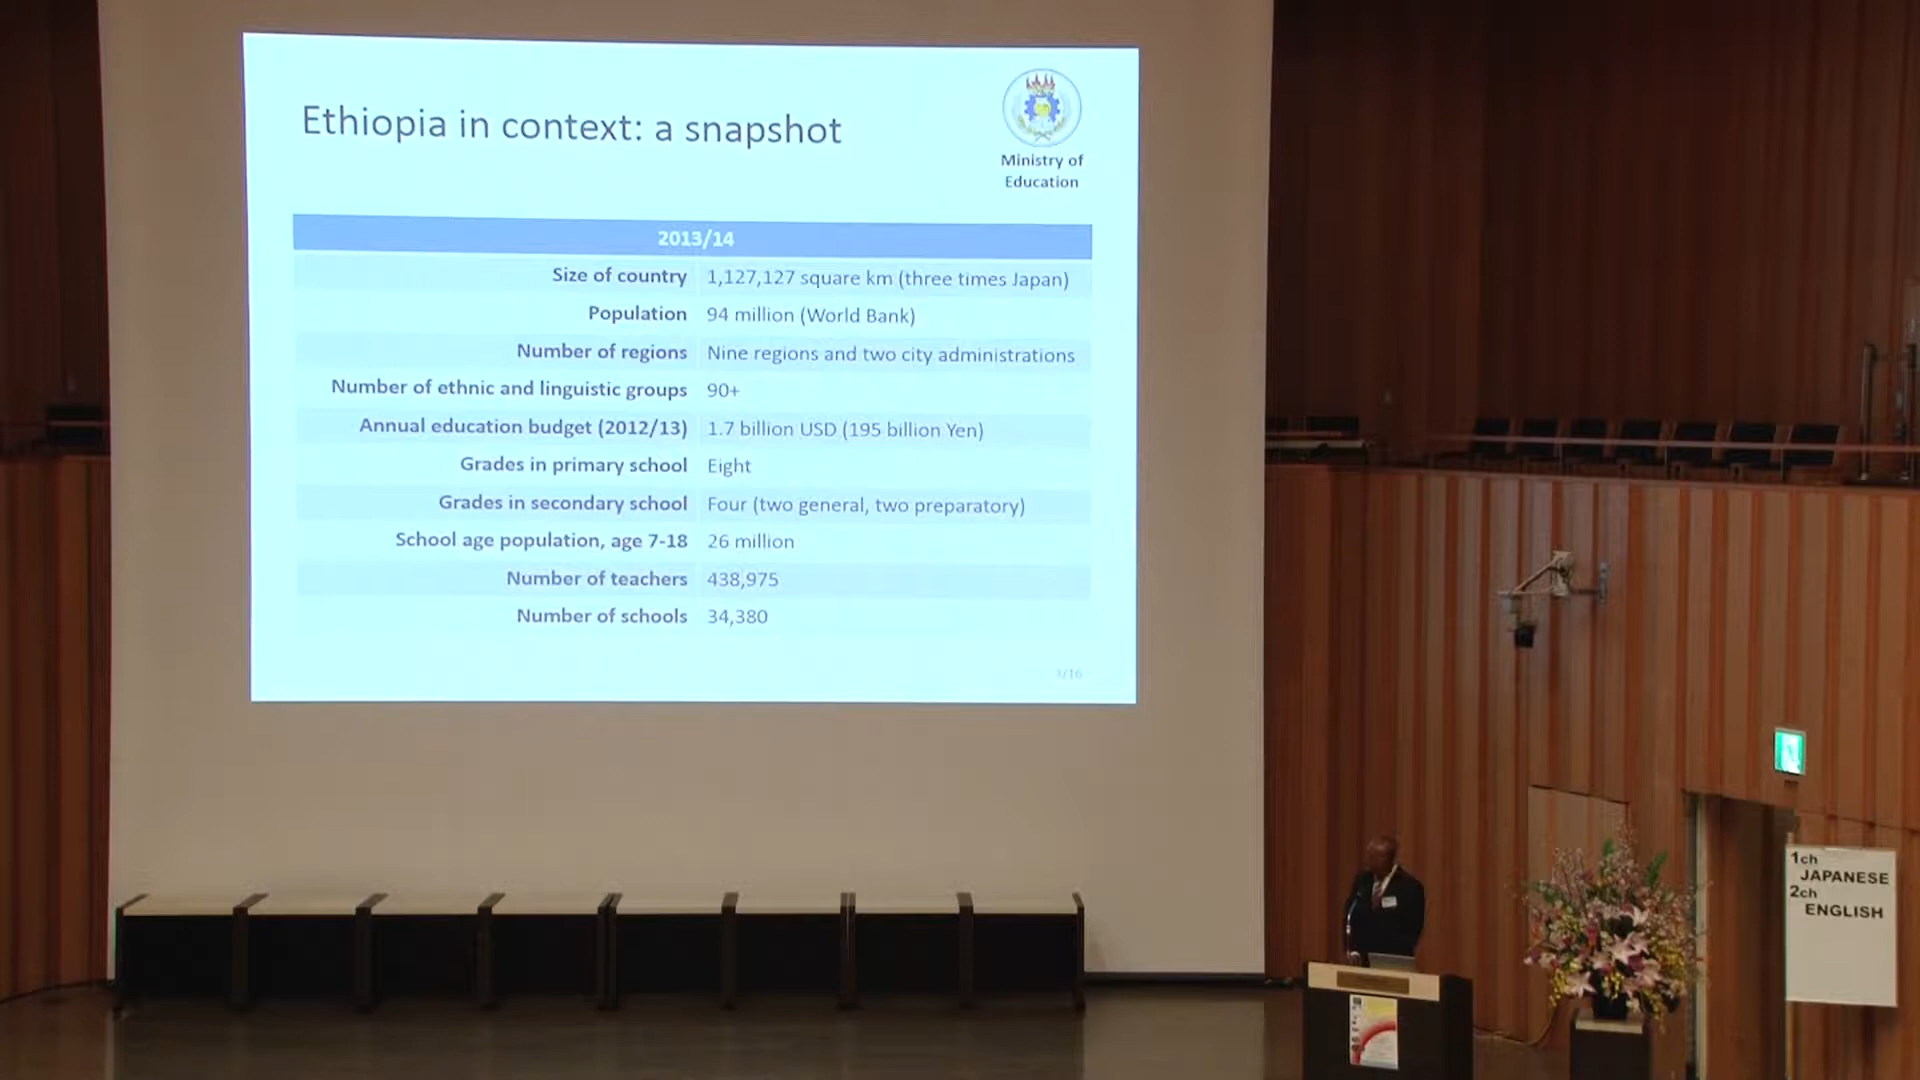 Ethiopia in context: a snapshot
Ministry of
Education
2013/14
Size of country 1,127,127 square km (three times Japan)
Population 94 million (World Bank)
Number of regions Nine regions and two city administrations
Number of ethnic and linguistic groups 90+
Annual education budget (2012/13) 1.7 billion USD (195 billion Yen)
Grades in primary school Eight
Grades in secondary school Four (two general, two preparatory)
School age population, age 7-18 26 million
Number of teachers 438,975
Number of schools 34,380
1ch
JAPANESE
2ch
ENGLISH